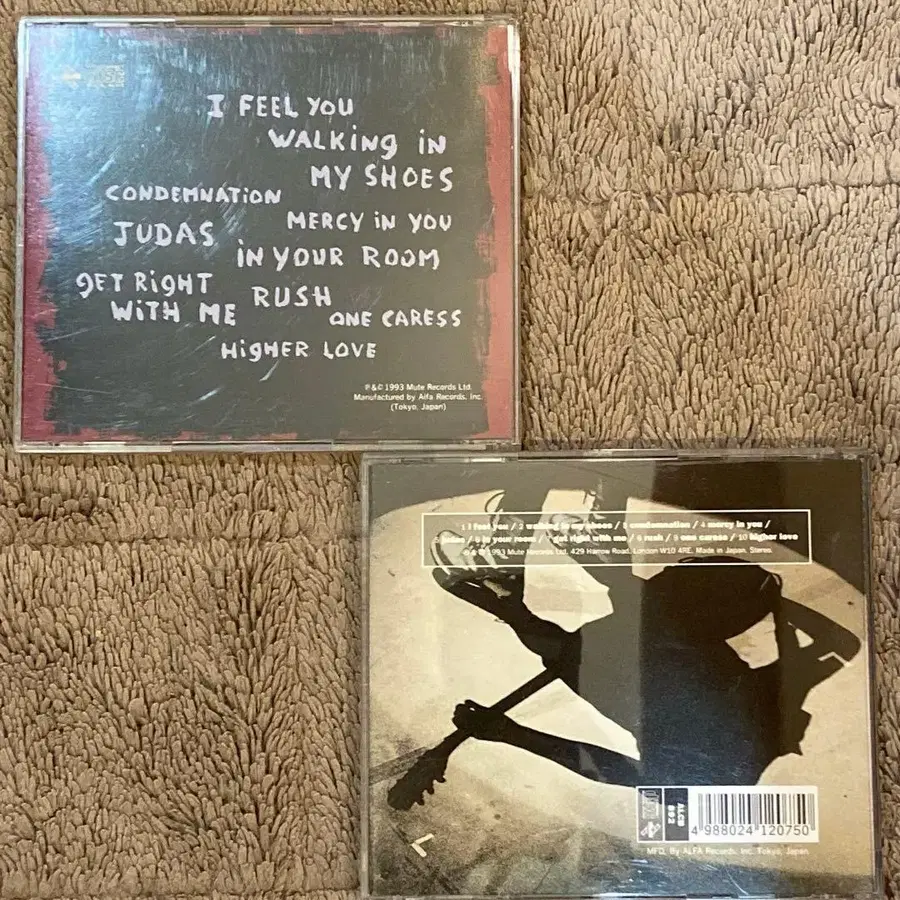 I FEEL YOU
WALKiNg iN
MY SHOES
CONDEMNATiON
MERCY iN YOU
JUDAS
iN YOUR ROOM
gET RigHT
WiTH ME
RUSH
ONE CARESS
HigHER LOVE
℗&© 1993 Mute Records Ltd.
Manufactured by Alfa Records, Inc.
(Tokyo, Japan)
1 i feel you / 2 walking in my shoes / 3 condemnation / 4 mercy in you /
5 judas / 6 in your room / 7 get right with me / 8 rush / 9 one caress / 10 higher love
℗ & © 1993 Mute Records Ltd. 429 Harrow Road, London W10 4RE. Made in Japan. Stereo.
ALCB
892
4 988024 120750
MFD. By ALFA Records, Inc. Tokyo, Japan.